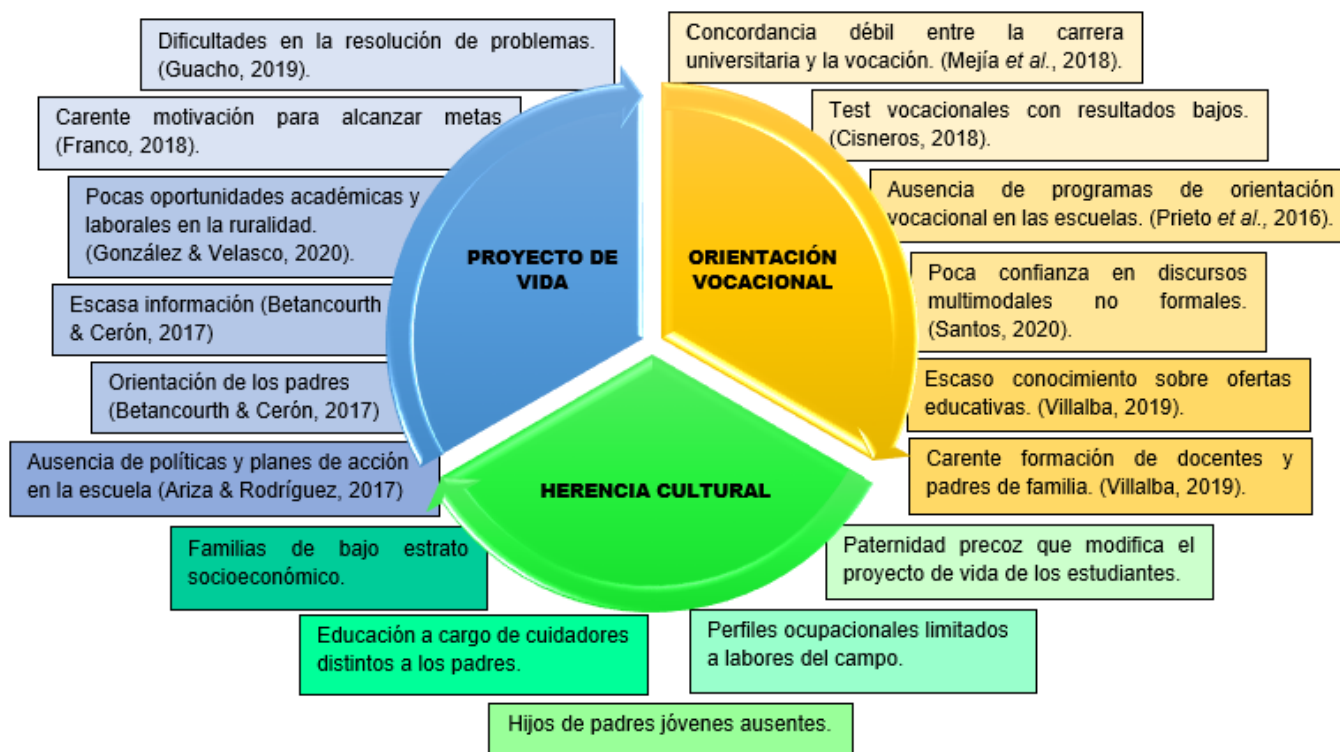 Dificultades en la resolución de problemas.
(Guacho, 2019).
Carente motivación para alcanzar metas
(Franco, 2018).
Pocas oportunidades académicas y
laborales en la ruralidad.
(González & Velasco, 2020).
Escasa información (Betancourth
& Cerón, 2017)
Orientación de los padres
(Betancourth & Cerón, 2017)
Ausencia de políticas y planes de acción
en la escuela (Ariza & Rodríguez, 2017)
PROYECTO DE
VIDA
ORIENTACIÓN
VOCACIONAL
Concordancia débil entre la carrera
universitaria y la vocación. (Mejía et al., 2018).
Test vocacionales con resultados bajos.
(Cisneros, 2018).
Ausencia de programas de orientación
vocacional en las escuelas. (Prieto et al., 2016).
Poca confianza en discursos
multimodales no formales.
(Santos, 2020).
Escaso conocimiento sobre ofertas
educativas. (Villalba, 2019).
Carente formación de docentes y
padres de familia. (Villalba, 2019).
HERENCIA CULTURAL
Familias de bajo estrato
socioeconómico.
Educación a cargo de cuidadores
distintos a los padres.
Hijos de padres jóvenes ausentes.
Perfiles ocupacionales limitados
a labores del campo.
Paternidad precoz que modifica el
proyecto de vida de los estudiantes.